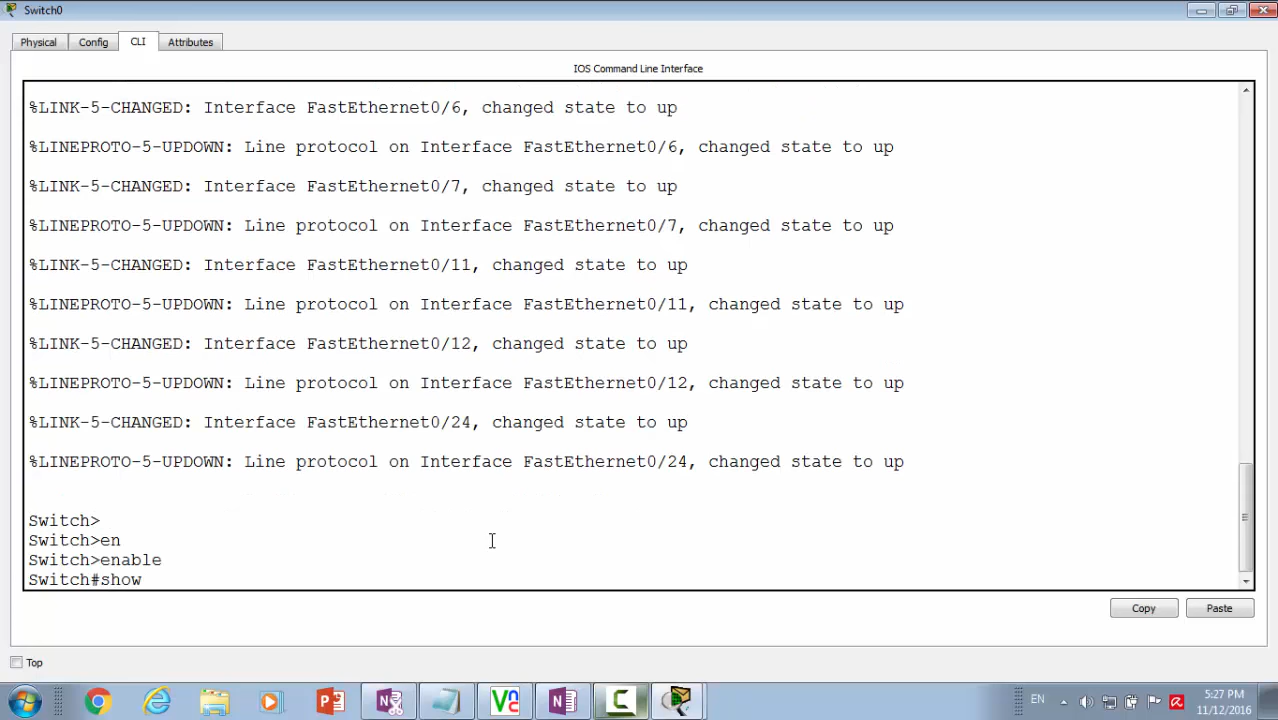 Switch0
Physical Config CLI Attributes
IOS Command Line Interface
%LINK-5-CHANGED: Interface FastEthernet0/6, changed state to up
%LINEPROTO-5-UPDOWN: Line protocol on Interface FastEthernet0/6, changed state to up
%LINK-5-CHANGED: Interface FastEthernet0/7, changed state to up
%LINEPROTO-5-UPDOWN: Line protocol on Interface FastEthernet0/7, changed state to up
%LINK-5-CHANGED: Interface FastEthernet0/11, changed state to up
%LINEPROTO-5-UPDOWN: Line protocol on Interface FastEthernet0/11, changed state to up
%LINK-5-CHANGED: Interface FastEthernet0/12, changed state to up
%LINEPROTO-5-UPDOWN: Line protocol on Interface FastEthernet0/12, changed state to up
%LINK-5-CHANGED: Interface FastEthernet0/24, changed state to up
%LINEPROTO-5-UPDOWN: Line protocol on Interface FastEthernet0/24, changed state to up
Switch>
Switch>en
Switch>enable
Switch#show
Copy Paste
Top
EN 5:27 PM
11/12/2016